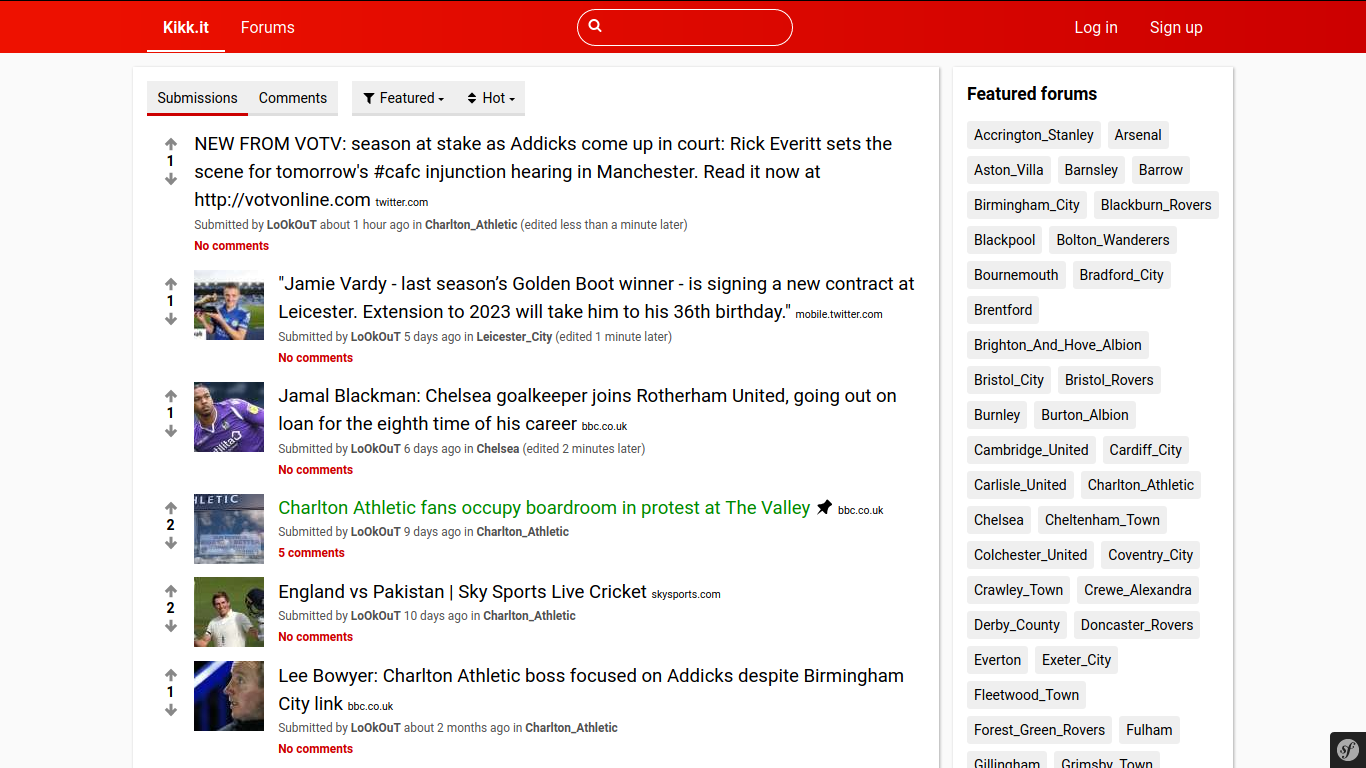 Kikk.it Forums Log in Sign up
Submissions Comments Featured Hot
NEW FROM VOTV: season at stake as Addicks come up in court: Rick Everitt sets the
1
scene for tomorrow's #cafc injunction hearing in Manchester. Read it now at
http://votvonline.com twitter.com
Submitted by LoOkOuT about 1 hour ago in Charlton_Athletic (edited less than a minute later)
No comments
"Jamie Vardy - last season’s Golden Boot winner - is signing a new contract at
1
Leicester. Extension to 2023 will take him to his 36th birthday." mobile.twitter.com
Submitted by LoOkOuT 5 days ago in Leicester_City (edited 1 minute later)
No comments
Jamal Blackman: Chelsea goalkeeper joins Rotherham United, going out on
1
loan for the eighth time of his career bbc.co.uk
Submitted by LoOkOuT 6 days ago in Chelsea (edited 2 minutes later)
No comments
Charlton Athletic fans occupy boardroom in protest at The Valley bbc.co.uk
2
Submitted by LoOkOuT 9 days ago in Charlton_Athletic
5 comments
England vs Pakistan | Sky Sports Live Cricket skysports.com
2
Submitted by LoOkOuT 10 days ago in Charlton_Athletic
No comments
Lee Bowyer: Charlton Athletic boss focused on Addicks despite Birmingham
1
City link bbc.co.uk
Submitted by LoOkOuT about 2 months ago in Charlton_Athletic
No comments
Featured forums
Accrington_Stanley Arsenal
Aston_Villa Barnsley Barrow
Birmingham_City Blackburn_Rovers
Blackpool Bolton_Wanderers
Bournemouth Bradford_City
Brentford
Brighton_And_Hove_Albion
Bristol_City Bristol_Rovers
Burnley Burton_Albion
Cambridge_United Cardiff_City
Carlisle_United Charlton_Athletic
Chelsea Cheltenham_Town
Colchester_United Coventry_City
Crawley_Town Crewe_Alexandra
Derby_County Doncaster_Rovers
Everton Exeter_City
Fleetwood_Town
Forest_Green_Rovers Fulham
Gillingham Grimsby_Town
sf